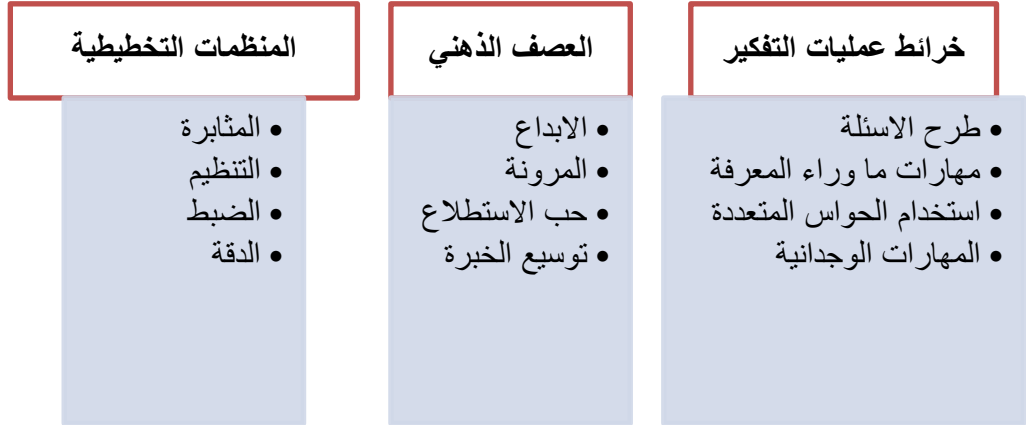 خرائط عمليات التفكير
• طرح الاسئلة
• مهارات ما وراء المعرفة
• استخدام الحواس المتعددة
• المهارات الوجدانية
العصف الذهني
• الابداع
• المرونة
• حب الاستطلاع
• توسيع الخبرة
المنظمات التخطيطية
• المثابرة
• التنظيم
• الضبط
• الدقة